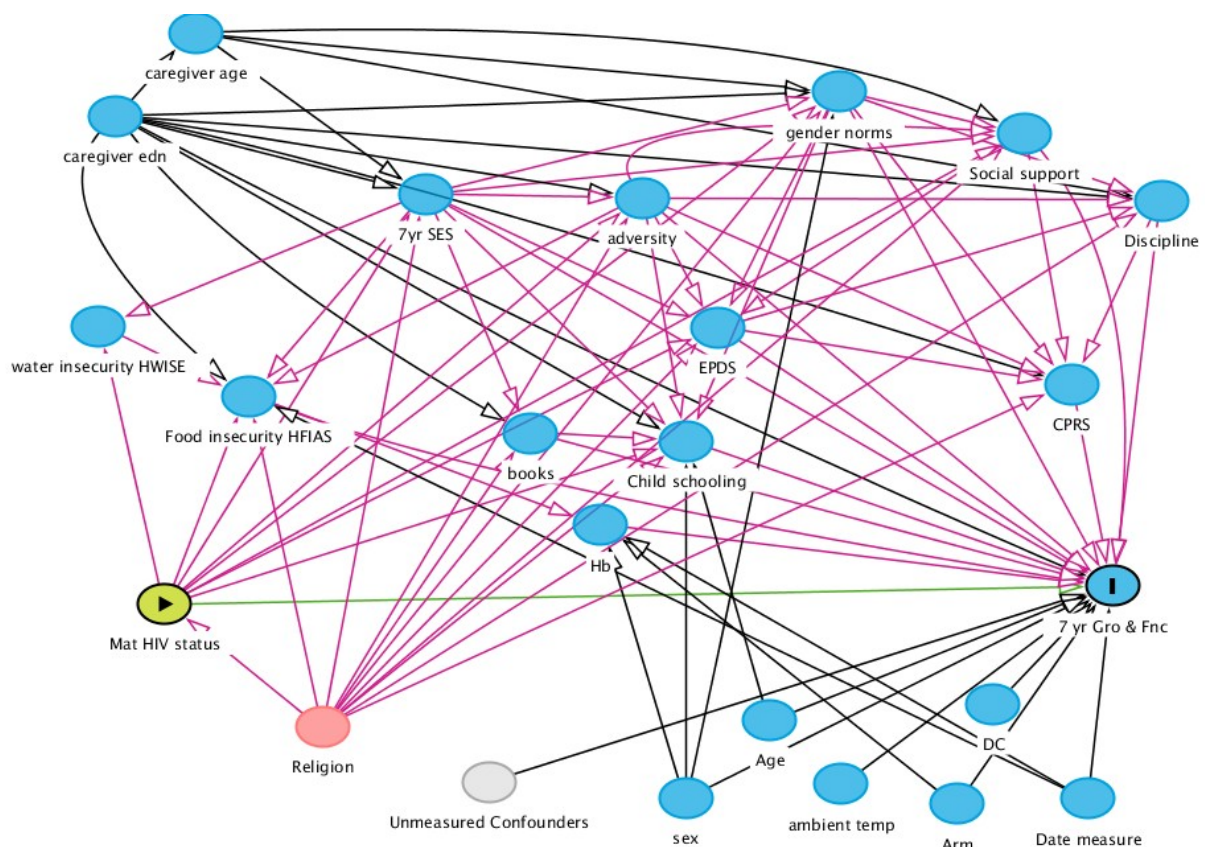 caregiver age
caregiver edn
gender norms
Social support
7yr SES
adversity
Discipline
water insecurity HWISE
EPDS
Food insecurity HFIAS
CPRS
books
Child schooling
Hb
Mat HIV status
7 yr Gro & Fnc
Religion
DC
Age
Unmeasured Confounders
sex
ambient temp
Arm
Date measure